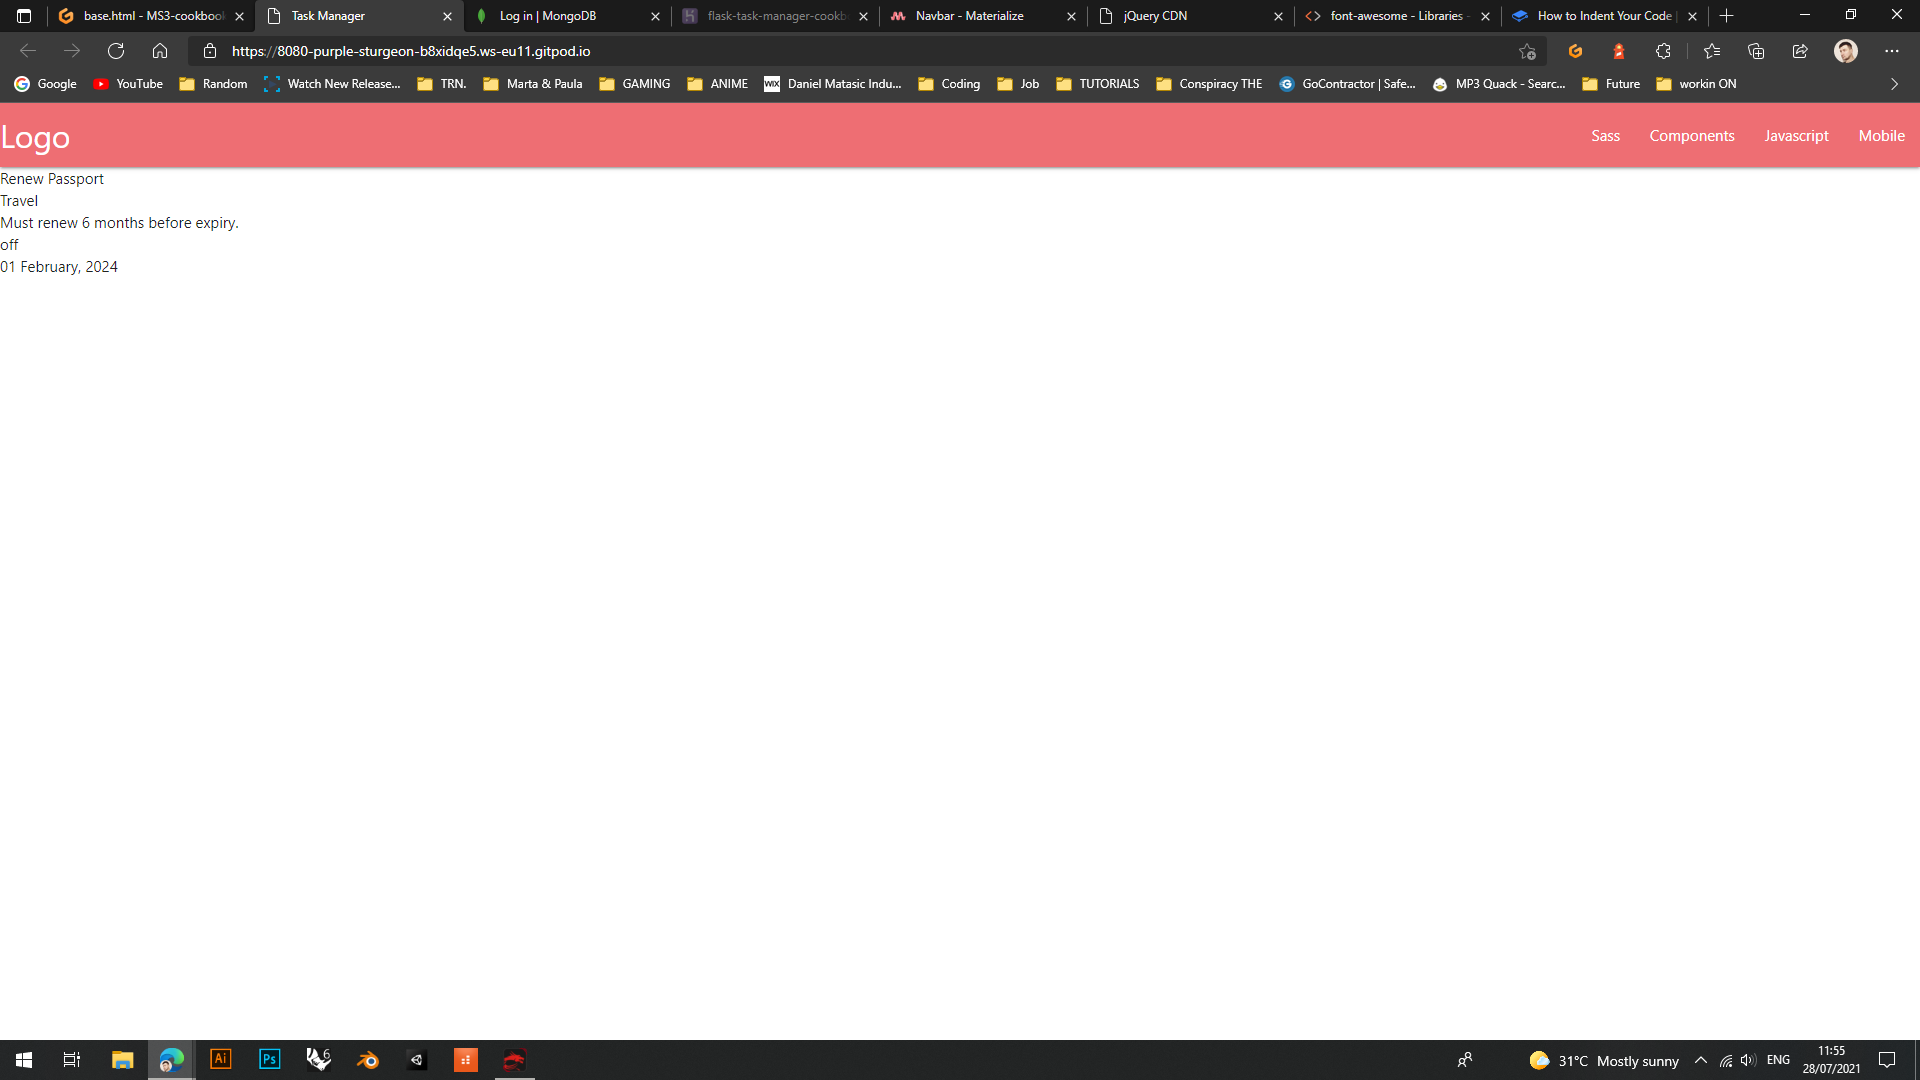 base.html - MS3-cookbook
Task Manager
Log in | MongoDB
flask-task-manager-cookb
Navbar - Materialize
jQuery CDN
font-awesome - Libraries -
How to Indent Your Code |
https://8080-purple-sturgeon-b8xidqe5.ws-eu11.gitpod.io
Google
YouTube
Random
Watch New Release...
TRN.
Marta & Paula
GAMING
ANIME
WIX
Daniel Matasic Indu...
Coding
Job
TUTORIALS
Conspiracy THE
GoContractor | Safe...
MP3 Quack - Searc...
Future
workin ON
Logo
Sass
Components
Javascript
Mobile
Renew Passport
Travel
Must renew 6 months before expiry.
off
01 February, 2024
Ai
Ps
6
31°C Mostly sunny
ENG
11:55
28/07/2021